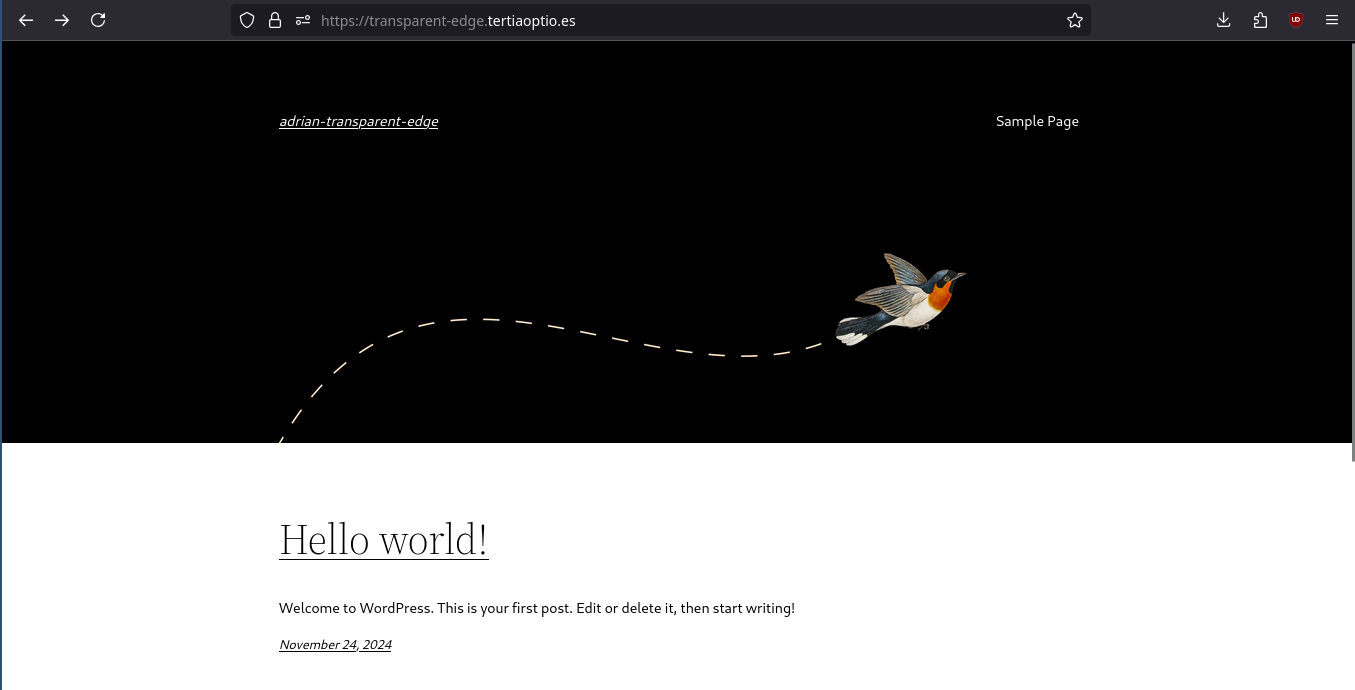 https://transparent-edge.tertiaoptio.es
adrian-transparent-edge
Sample Page
Hello world!
Welcome to WordPress. This is your first post. Edit or delete it, then start writing!
November 24, 2024